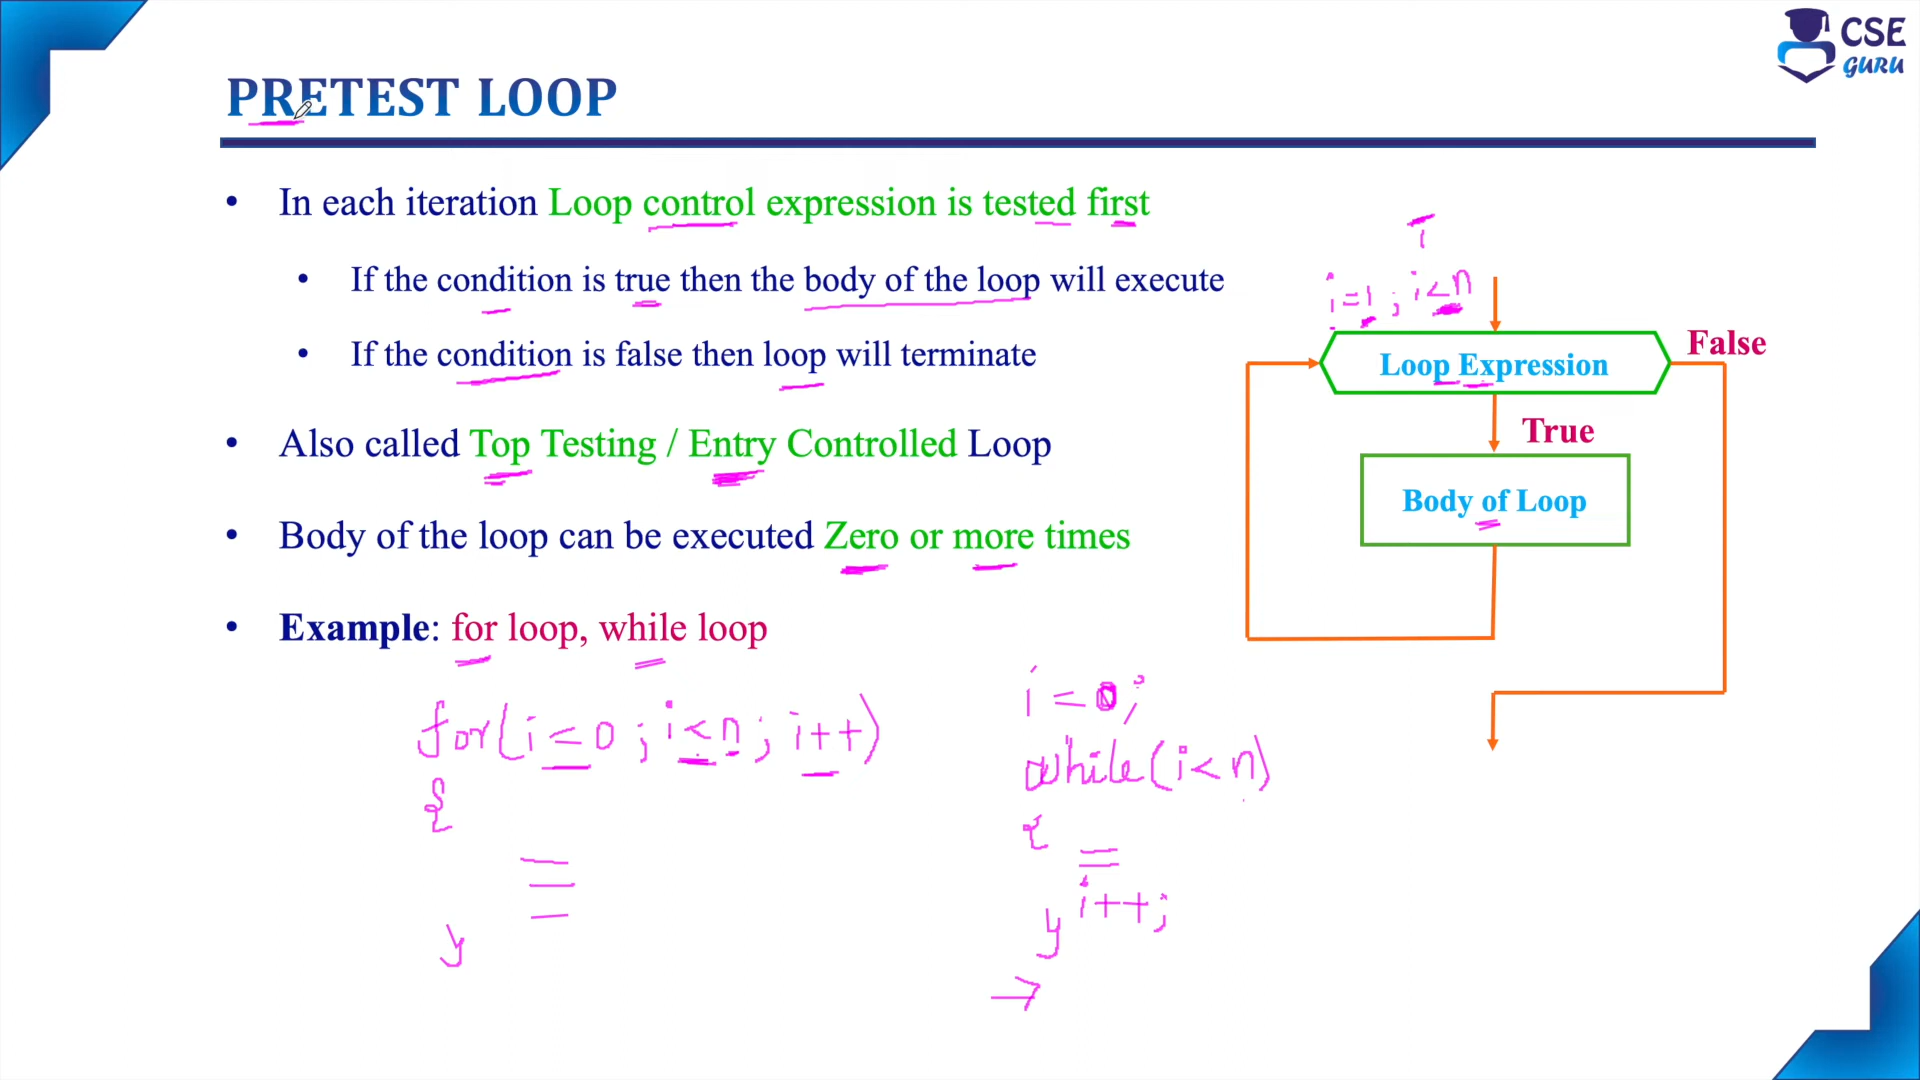 CSE
GURU
PRETEST LOOP
• In each iteration Loop control expression is tested first
• If the condition is true then the body of the loop will execute
• If the condition is false then loop will terminate
• Also called Top Testing / Entry Controlled Loop
• Body of the loop can be executed Zero or more times
• Example: for loop, while loop
for(i=0;i<n;i++)
{
}
i=0;
while(i<n)
{
i++;
}
T
i=1; i<n
Loop Expression
False
True
Body of Loop